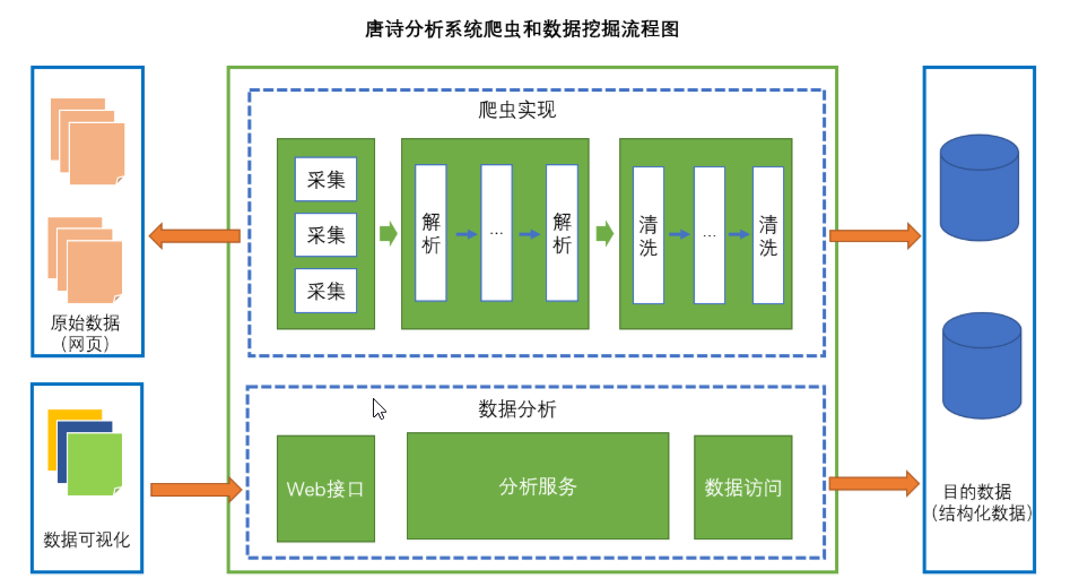 唐诗分析系统爬虫和数据挖掘流程图
爬虫实现
采集
采集
采集
解析
...
解析
清洗
...
清洗
原始数据
（网页）
数据分析
Web接口
分析服务
数据访问
数据可视化
目的数据
（结构化数据）